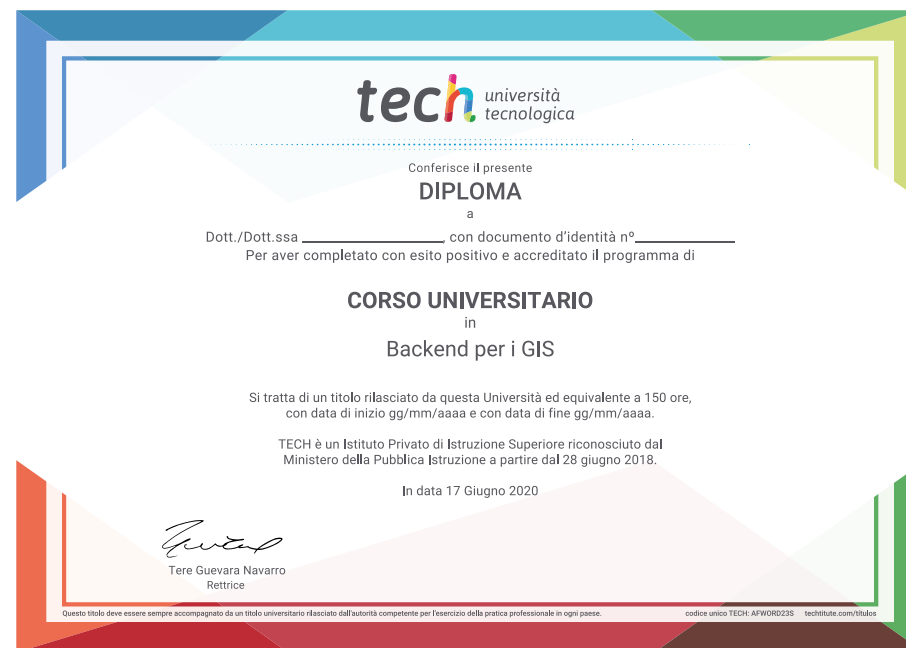 tech università
tecnologica
Conferisce il presente
DIPLOMA
a
Dott./Dott.ssa ____________________, con documento d'identità nº______________
Per aver completato con esito positivo e accreditato il programma di
CORSO UNIVERSITARIO
in
Backend per i GIS
Si tratta di un titolo rilasciato da questa Università ed equivalente a 150 ore,
con data di inizio gg/mm/aaaa e con data di fine gg/mm/aaaa.
TECH è un Istituto Privato di Istruzione Superiore riconosciuto dal
Ministero della Pubblica Istruzione a partire dal 28 giugno 2018.
In data 17 Giugno 2020
Tere Guevara Navarro
Rettrice
Questo titolo deve essere sempre accompagnato da un titolo universitario rilasciato dall'autorità competente per l'esercizio della pratica professionale in ogni paese. codice unico TECH: AFWORD23S techtitute.com/titulos